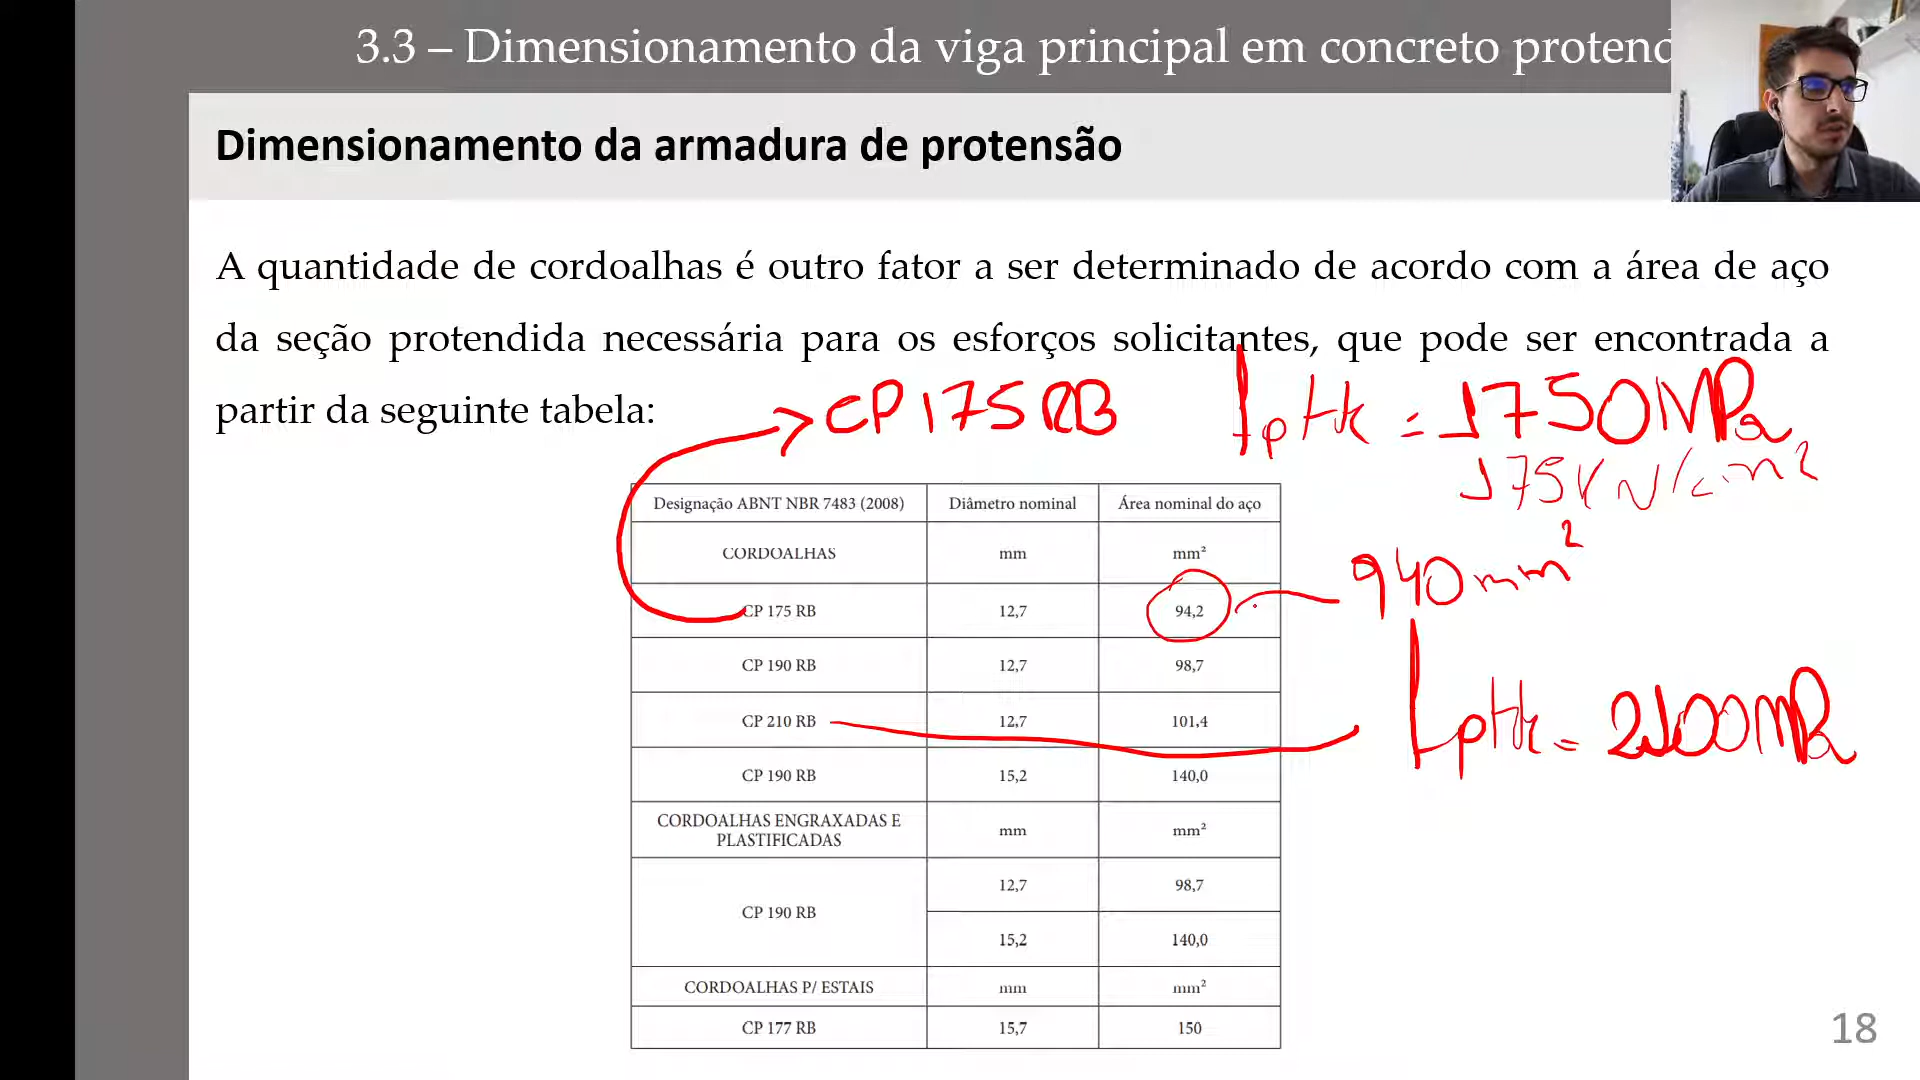 3.3 – Dimensionamento da viga principal em concreto protend
Dimensionamento da armadura de protensão
A quantidade de cordoalhas é outro fator a ser determinado de acordo com a área de aço
da seção protendida necessária para os esforços solicitantes, que pode ser encontrada a
partir da seguinte tabela:
CP 175 RB
fptk = 1750 MPa
175 kN/cm²
Designação ABNT NBR 7483 (2008) Diâmetro nominal Área nominal do aço
CORDOALHAS mm mm²
940 mm²
CP 175 RB 12,7 94,2
CP 190 RB 12,7 98,7
CP 210 RB 12,7 101,4
fptk = 2100 MPa
CP 190 RB 15,2 140,0
CORDOALHAS ENGRAXADAS E
PLASTIFICADAS mm mm²
CP 190 RB 12,7 98,7
15,2 140,0
CORDOALHAS P/ ESTAIS mm mm²
CP 177 RB 15,7 150
18